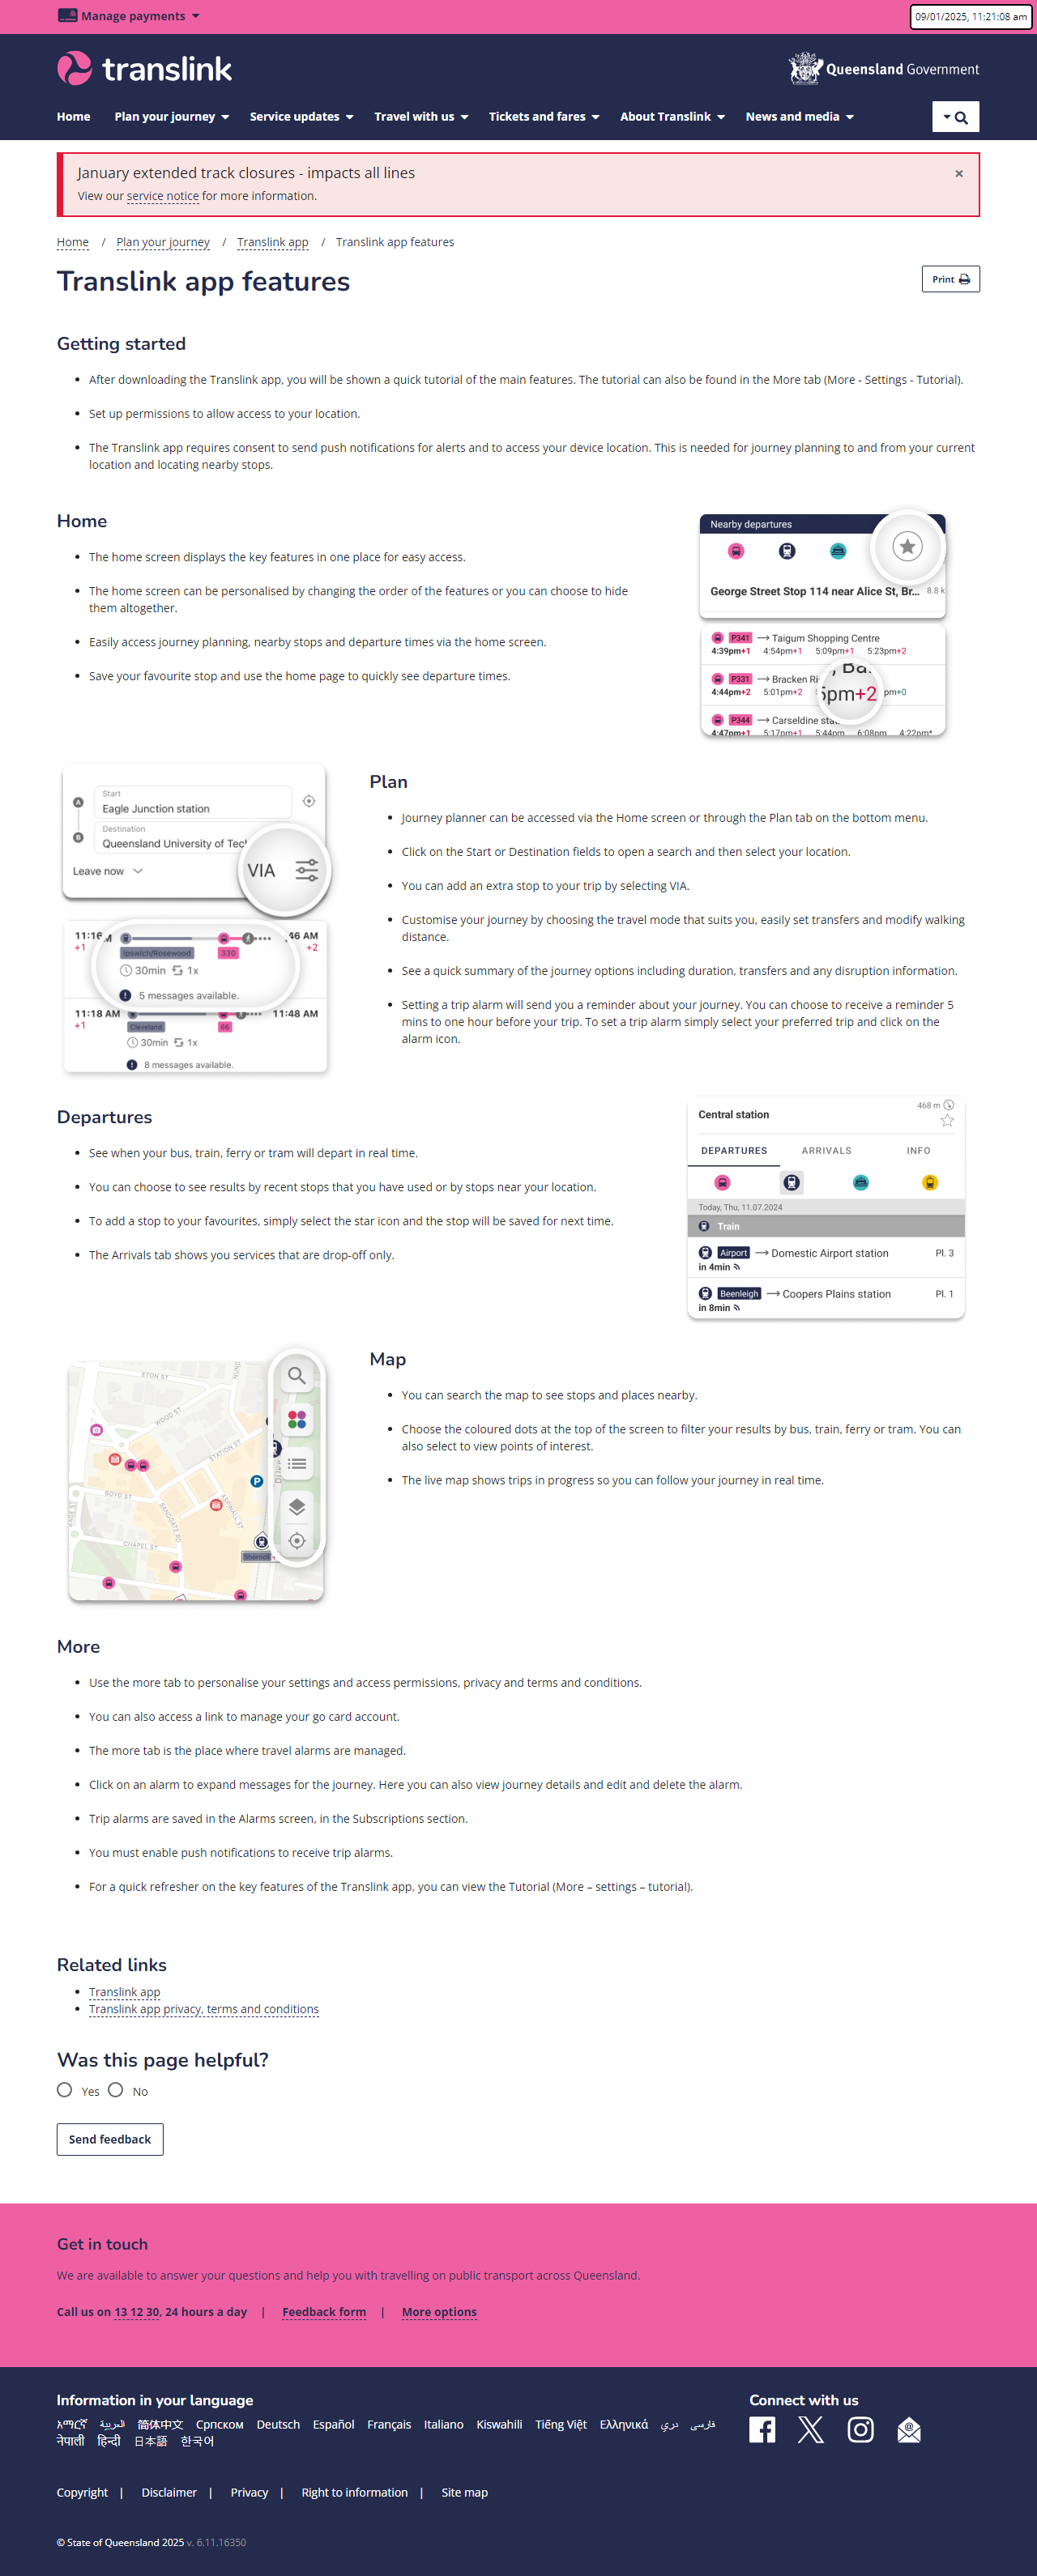 Manage payments
09/01/2025, 11:21:08 am
translink
Queensland Government
Home Plan your journey Service updates Travel with us Tickets and fares About Translink News and media
January extended track closures - impacts all lines
×
View our service notice for more information.
Home / Plan your journey / Translink app / Translink app features
Translink app features
Print
Getting started
• After downloading the Translink app, you will be shown a quick tutorial of the main features. The tutorial can also be found in the More tab (More - Settings - Tutorial).
• Set up permissions to allow access to your location.
• The Translink app requires consent to send push notifications for alerts and to access your device location. This is needed for journey planning to and from your current
location and locating nearby stops.
Home
• The home screen displays the key features in one place for easy access.
• The home screen can be personalised by changing the order of the features or you can choose to hide
them altogether.
• Easily access journey planning, nearby stops and departure times via the home screen.
• Save your favourite stop and use the home page to quickly see departure times.
Nearby departures
George Street Stop 114 near Alice St, Br... 8.8 k
P341 → Taigum Shopping Centre
4:39pm+1 4:54pm+1 5:09pm+1 5:23pm+2
P331 → Bracken Ri
4:44pm+2 5:01pm+2 5pm+2 pm+0
P344 → Carseldine stat
4:47pm+1 5:17pm+1 5:44pm 6:08pm 4:22pm*
Start
A Eagle Junction station
Destination
B Queensland University of Tecl
Leave now
VIA
11:16 46 AM
+1 +2
Ipswich/Rosewood 330
30min 1x
5 messages available.
11:18 AM 11:48 AM
+1 Cleveland 66
30min 1x
8 messages available.
Plan
• Journey planner can be accessed via the Home screen or through the Plan tab on the bottom menu.
• Click on the Start or Destination fields to open a search and then select your location.
• You can add an extra stop to your trip by selecting VIA.
• Customise your journey by choosing the travel mode that suits you, easily set transfers and modify walking
distance.
• See a quick summary of the journey options including duration, transfers and any disruption information.
• Setting a trip alarm will send you a reminder about your journey. You can choose to receive a reminder 5
mins to one hour before your trip. To set a trip alarm simply select your preferred trip and click on the
alarm icon.
Departures
• See when your bus, train, ferry or tram will depart in real time.
• You can choose to see results by recent stops that you have used or by stops near your location.
• To add a stop to your favourites, simply select the star icon and the stop will be saved for next time.
• The Arrivals tab shows you services that are drop-off only.
468 m
Central station
DEPARTURES ARRIVALS INFO
Today, Thu, 11.07.2024
Train
Airport → Domestic Airport station Pl. 3
in 4min
Beenleigh → Coopers Plains station Pl. 1
in 8min
ETON ST
WOOD ST
STATION ST
BOYD ST
ASPINALL ST
SANDGATE RD
CHAPEL ST
P
Map
• You can search the map to see stops and places nearby.
• Choose the coloured dots at the top of the screen to filter your results by bus, train, ferry or tram. You can
also select to view points of interest.
• The live map shows trips in progress so you can follow your journey in real time.
More
• Use the more tab to personalise your settings and access permissions, privacy and terms and conditions.
• You can also access a link to manage your go card account.
• The more tab is the place where travel alarms are managed.
• Click on an alarm to expand messages for the journey. Here you can also view journey details and edit and delete the alarm.
• Trip alarms are saved in the Alarms screen, in the Subscriptions section.
• You must enable push notifications to receive trip alarms.
• For a quick refresher on the key features of the Translink app, you can view the Tutorial (More – settings – tutorial).
Related links
• Translink app
• Translink app privacy, terms and conditions
Was this page helpful?
Yes No
Send feedback
Get in touch
We are available to answer your questions and help you with travelling on public transport across Queensland.
Call us on 13 12 30, 24 hours a day | Feedback form | More options
Information in your language
አማርኛ العربية 简体中文 Српском Deutsch Español Français Italiano Kiswahili Tiếng Việt Ελληνικά دري فارسی
नेपाली हिन्दी 日本語 한국어
Connect with us
Copyright | Disclaimer | Privacy | Right to information | Site map
© State of Queensland 2025 v. 6.11.16350